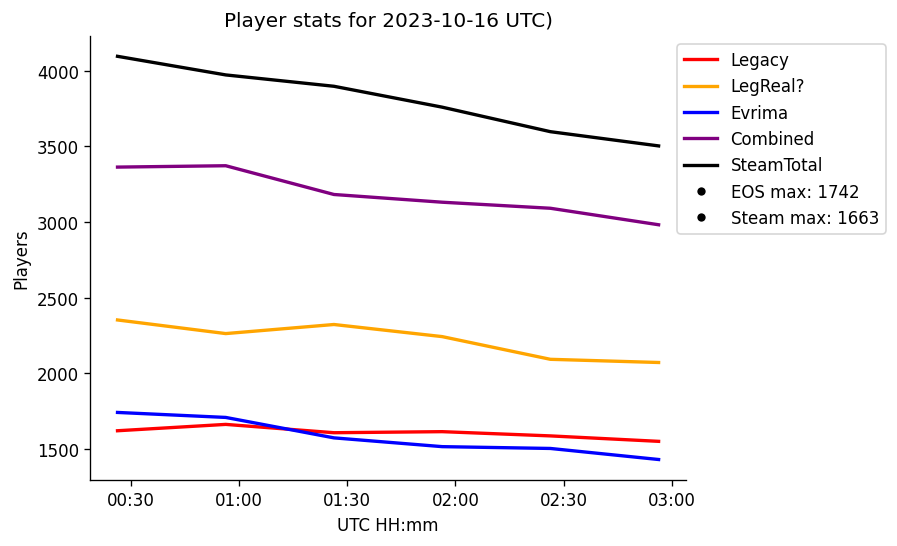 Player stats for 2023-10-16 UTC)
Players
4000
3500
3000
2500
2000
1500
00:30 01:00 01:30 02:00 02:30 03:00
UTC HH:mm
Legacy
LegReal?
Evrima
Combined
SteamTotal
EOS max: 1742
Steam max: 1663